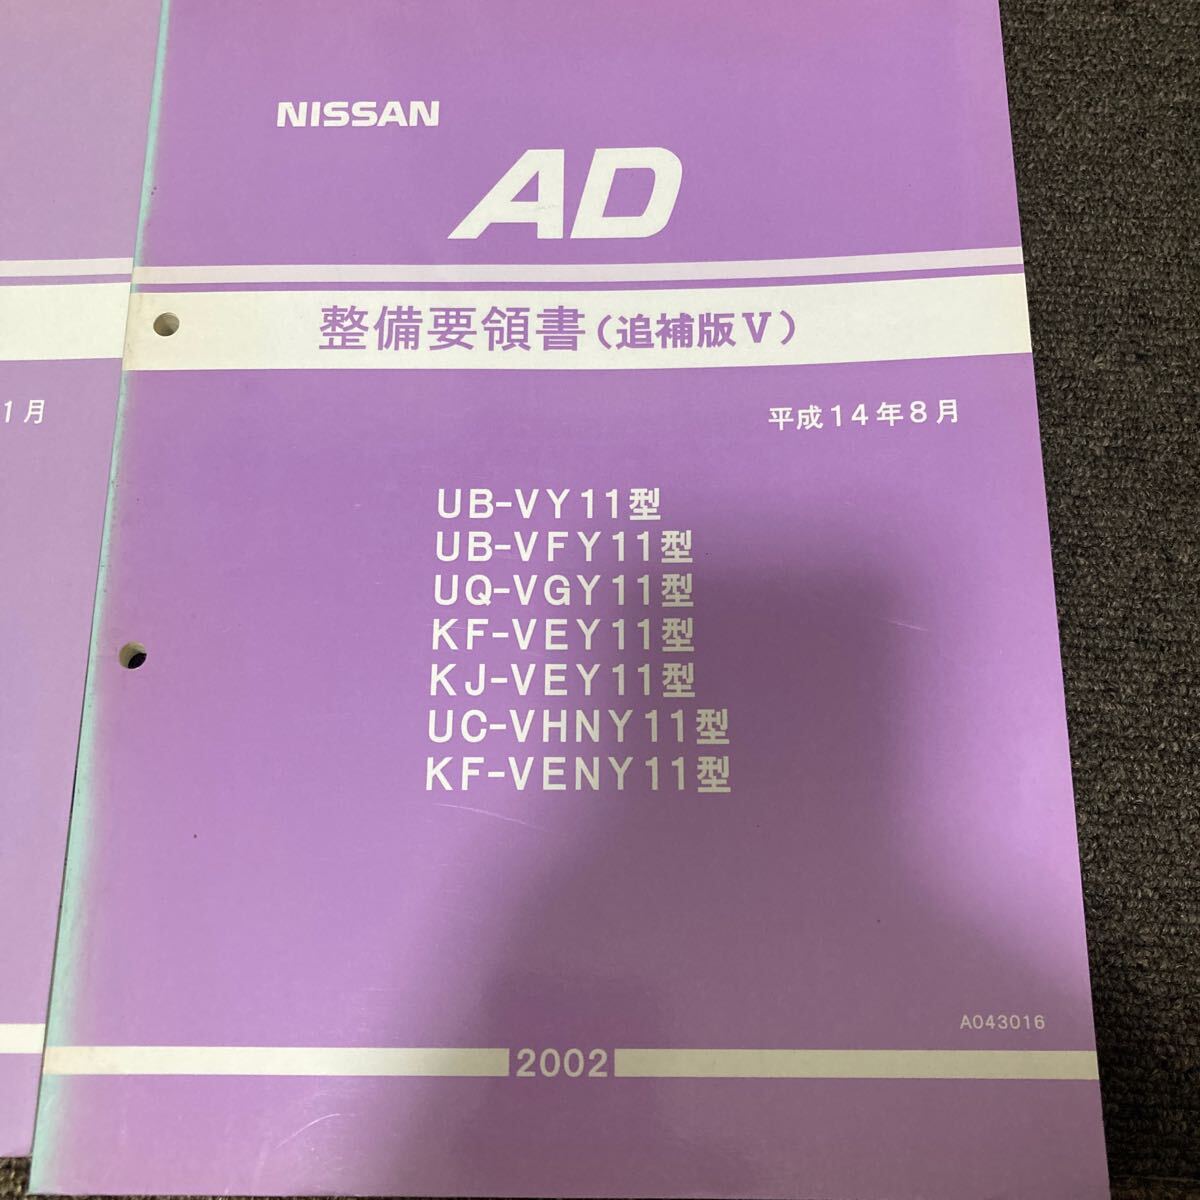 NISSAN
AD
整備要領書(追補版V)
1月
平成14年8月
UB-VY11型
UB-VFY11型
UQ-VGY11型
KF-VEY11型
KJ-VEY11型
UC-VHNY11型
KF-VENY11型
A043016
2002